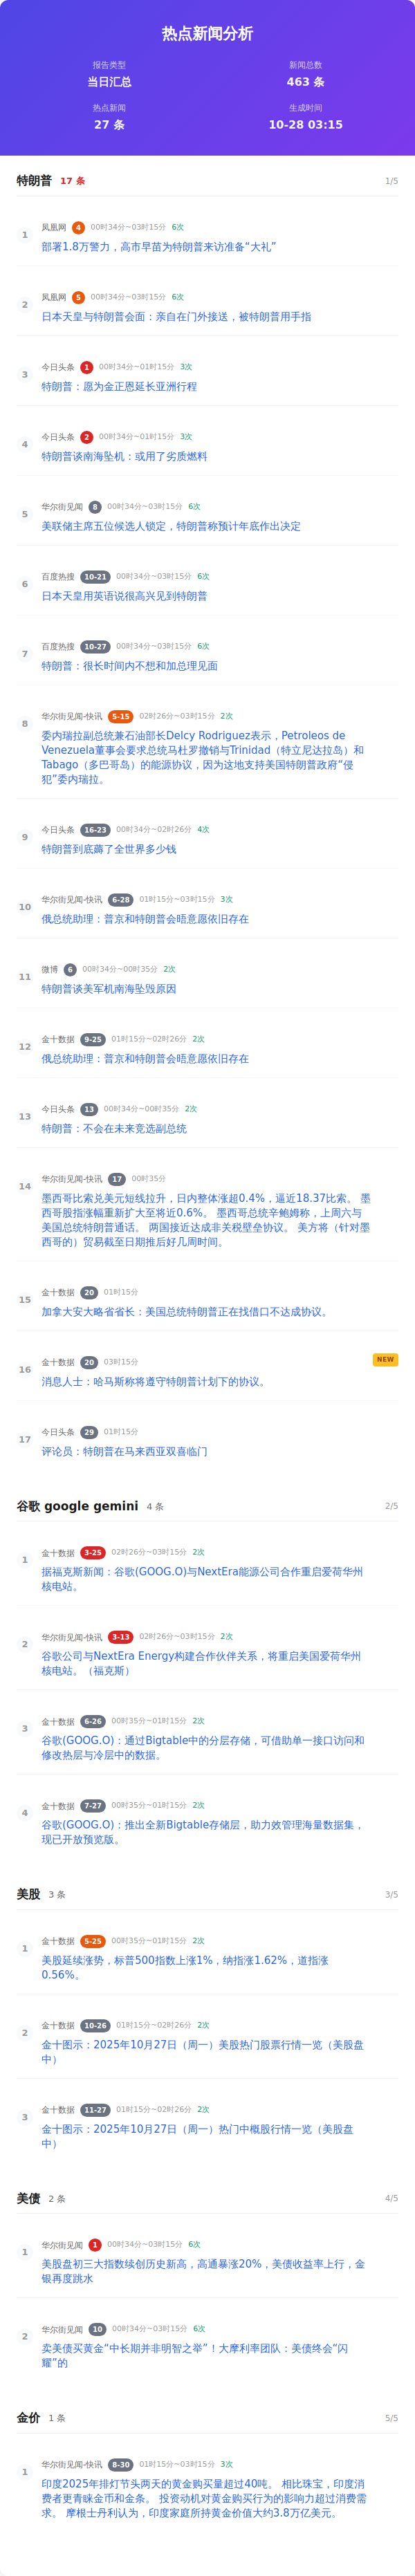 热点新闻分析
报告类型
当日汇总
新闻总数
463 条
热点新闻
27 条
生成时间
10-28 03:15
特朗普 17 条 1/5
1
凤凰网 4 00时34分~03时15分 6次
部署1.8万警力，高市早苗为特朗普来访准备“大礼”
2
凤凰网 5 00时34分~03时15分 6次
日本天皇与特朗普会面：亲自在门外接送，被特朗普用手指
3
今日头条 1 00时34分~01时15分 3次
特朗普：愿为金正恩延长亚洲行程
4
今日头条 2 00时34分~01时15分 3次
特朗普谈南海坠机：或用了劣质燃料
5
华尔街见闻 8 00时34分~03时15分 6次
美联储主席五位候选人锁定，特朗普称预计年底作出决定
6
百度热搜 10-21 00时34分~03时15分 6次
日本天皇用英语说很高兴见到特朗普
7
百度热搜 10-27 00时34分~03时15分 6次
特朗普：很长时间内不想和加总理见面
8
华尔街见闻-快讯 5-15 02时26分~03时15分 2次
委内瑞拉副总统兼石油部长Delcy Rodriguez表示，Petroleos de
Venezuela董事会要求总统马杜罗撤销与Trinidad（特立尼达拉岛）和
Tabago（多巴哥岛）的能源协议，因为这地支持美国特朗普政府“侵
犯”委内瑞拉。
9
今日头条 16-23 00时34分~02时26分 4次
特朗普到底薅了全世界多少钱
10
华尔街见闻-快讯 6-28 01时15分~03时15分 3次
俄总统助理：普京和特朗普会晤意愿依旧存在
11
微博 6 00时34分~00时35分 2次
特朗普谈美军机南海坠毁原因
12
金十数据 9-25 01时15分~02时26分 2次
俄总统助理：普京和特朗普会晤意愿依旧存在
13
今日头条 13 00时34分~00时35分 2次
特朗普：不会在未来竞选副总统
14
华尔街见闻-快讯 17 00时35分
墨西哥比索兑美元短线拉升，日内整体涨超0.4%，逼近18.37比索。 墨
西哥股指涨幅重新扩大至将近0.6%。 墨西哥总统辛鲍姆称，上周六与
美国总统特朗普通话。 两国接近达成非关税壁垒协议。 美方将（针对墨
西哥的）贸易截至日期推后好几周时间。
15
金十数据 20 01时15分
加拿大安大略省省长：美国总统特朗普正在找借口不达成协议。
16
金十数据 20 03时15分 NEW
消息人士：哈马斯称将遵守特朗普计划下的协议。
17
今日头条 29 01时15分
评论员：特朗普在马来西亚双喜临门
谷歌 google gemini 4 条 2/5
1
金十数据 3-25 02时26分~03时15分 2次
据福克斯新闻：谷歌(GOOG.O)与NextEra能源公司合作重启爱荷华州
核电站。
2
华尔街见闻-快讯 3-13 02时26分~03时15分 2次
谷歌公司与NextEra Energy构建合作伙伴关系，将重启美国爱荷华州
核电站。（福克斯）
3
金十数据 6-26 00时35分~01时15分 2次
谷歌(GOOG.O)：通过Bigtable中的分层存储，可借助单一接口访问和
修改热层与冷层中的数据。
4
金十数据 7-27 00时35分~01时15分 2次
谷歌(GOOG.O)：推出全新Bigtable存储层，助力效管理海量数据集，
现已开放预览版。
美股 3 条 3/5
1
金十数据 5-25 00时35分~01时15分 2次
美股延续涨势，标普500指数上涨1%，纳指涨1.62%，道指涨
0.56%。
2
金十数据 10-26 01时15分~02时26分 2次
金十图示：2025年10月27日（周一）美股热门股票行情一览（美股盘
中）
3
金十数据 11-27 01时15分~02时26分 2次
金十图示：2025年10月27日（周一）热门中概股行情一览（美股盘
中）
美债 2 条 4/5
1
华尔街见闻 1 00时34分~03时15分 6次
美股盘初三大指数续创历史新高，高通暴涨20%，美债收益率上行，金
银再度跳水
2
华尔街见闻 10 00时34分~03时15分 6次
卖美债买黄金“中长期并非明智之举”！大摩利率团队：美债终会“闪
耀”的
金价 1 条 5/5
1
华尔街见闻-快讯 8-30 01时15分~03时15分 3次
印度2025年排灯节头两天的黄金购买量超过40吨。 相比珠宝，印度消
费者更青睐金币和金条。 投资动机对黄金购买行为的影响力超过消费需
求。 摩根士丹利认为，印度家庭所持黄金价值大约3.8万亿美元。